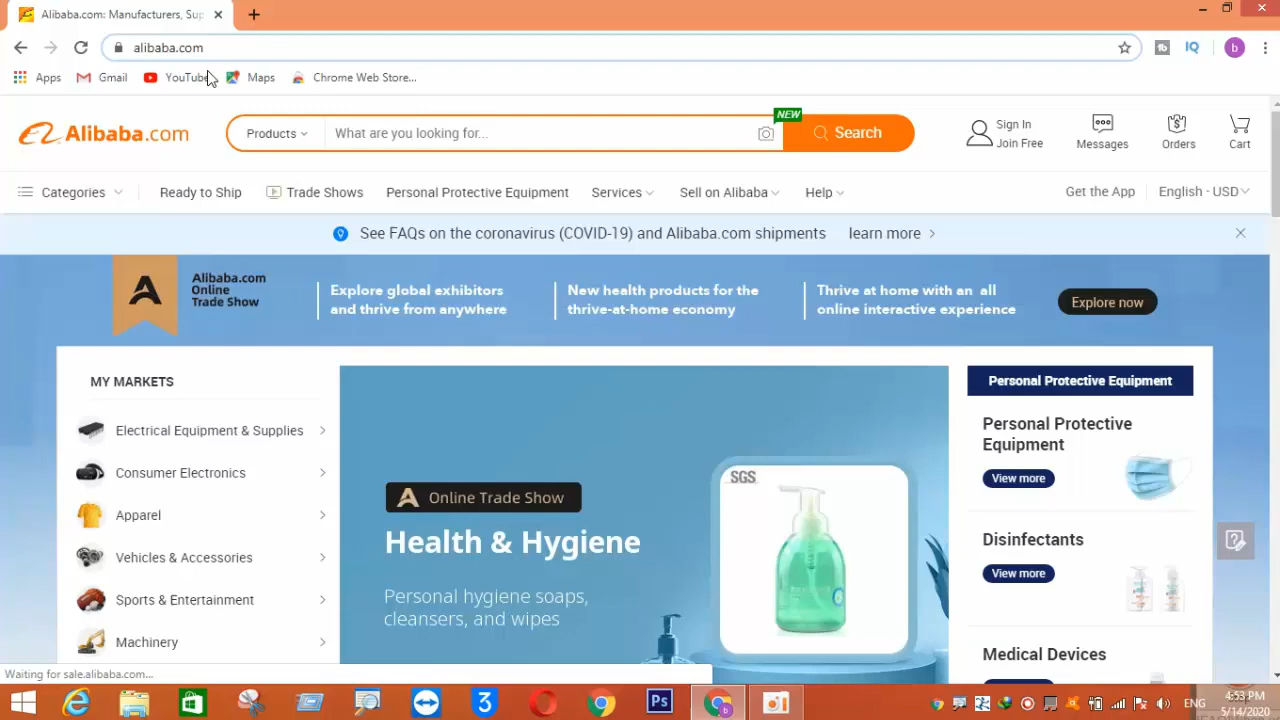 Alibaba.com: Manufacturers, Sup
alibaba.com
b
Apps
Gmail
YouTube
Maps
Chrome Web Store...
Alibaba.com
Products
What are you looking for...
NEW
Search
Sign In
Join Free
Messages
Orders
Cart
Categories
Ready to Ship
Trade Shows
Personal Protective Equipment
Services
Sell on Alibaba
Help
Get the App
English - USD
See FAQs on the coronavirus (COVID-19) and Alibaba.com shipments
learn more
Alibaba.com
Online
Trade Show
Explore global exhibitors
and thrive from anywhere
New health products for the
thrive-at-home economy
Thrive at home with an all
online interactive experience
Explore now
MY MARKETS
Electrical Equipment & Supplies
Consumer Electronics
Apparel
Vehicles & Accessories
Sports & Entertainment
Machinery
Online Trade Show
Health & Hygiene
Personal hygiene soaps,
cleansers, and wipes
SGS
Personal Protective Equipment
Personal Protective
Equipment
View more
Disinfectants
View more
Medical Devices
Waiting for sale.alibaba.com...
Ps
ENG
4:53 PM
5/14/2020